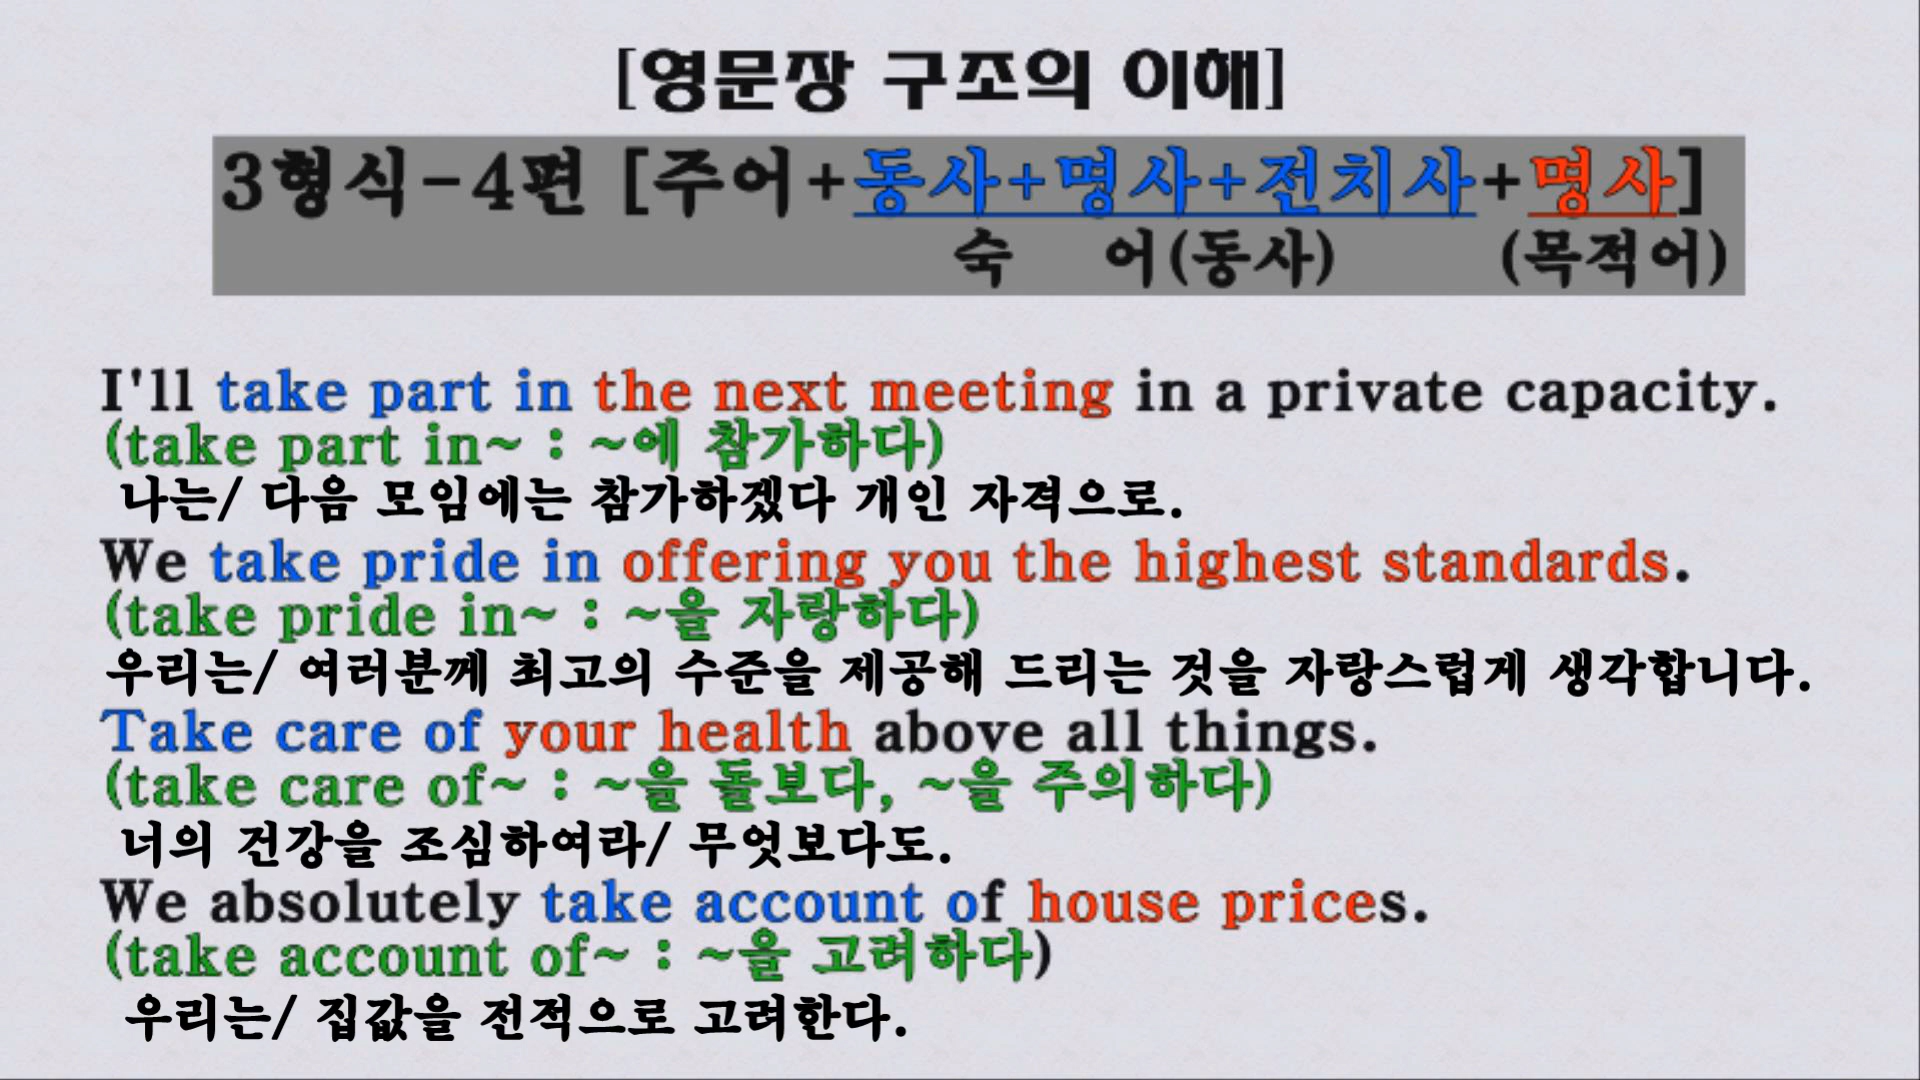 [영문장 구조의 이해]
3형식-4편 [주어+동사+명사+전치사+명사]
숙 어(동사) (목적어)
I'll take part in the next meeting in a private capacity.
(take part in~ : ~에 참가하다)
나는/ 다음 모임에는 참가하겠다 개인 자격으로.
We take pride in offering you the highest standards.
(take pride in~ : ~을 자랑하다)
우리는/ 여러분께 최고의 수준을 제공해 드리는 것을 자랑스럽게 생각합니다.
Take care of your health above all things.
(take care of~ : ~을 돌보다, ~을 주의하다)
너의 건강을 조심하여라/ 무엇보다도.
We absolutely take account of house prices.
(take account of~ : ~을 고려하다)
우리는/ 집값을 전적으로 고려한다.